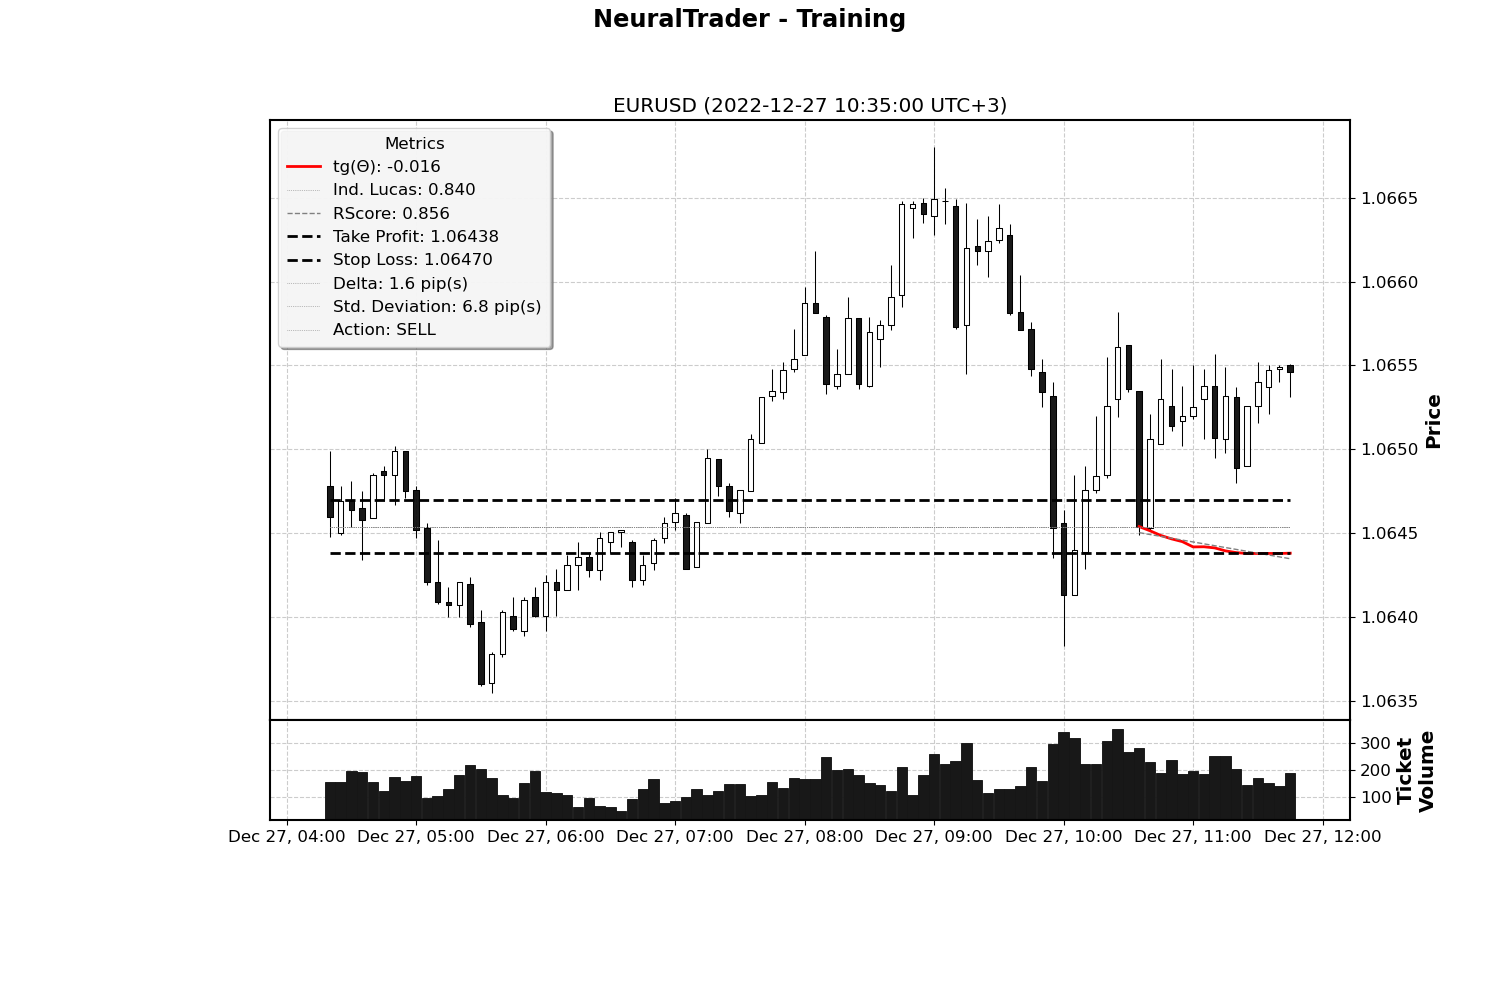 NeuralTrader - Training
EURUSD (2022-12-27 10:35:00 UTC+3)
Metrics
tg(Θ): -0.016
Ind. Lucas: 0.840
RScore: 0.856
Take Profit: 1.06438
Stop Loss: 1.06470
Delta: 1.6 pip(s)
Std. Deviation: 6.8 pip(s)
Action: SELL
1.0665
1.0660
1.0655
1.0650
1.0645
1.0640
1.0635
Price
300
200
100
Ticket
Volume
Dec 27, 04:00 Dec 27, 05:00 Dec 27, 06:00 Dec 27, 07:00 Dec 27, 08:00 Dec 27, 09:00 Dec 27, 10:00 Dec 27, 11:00 Dec 27, 12:00